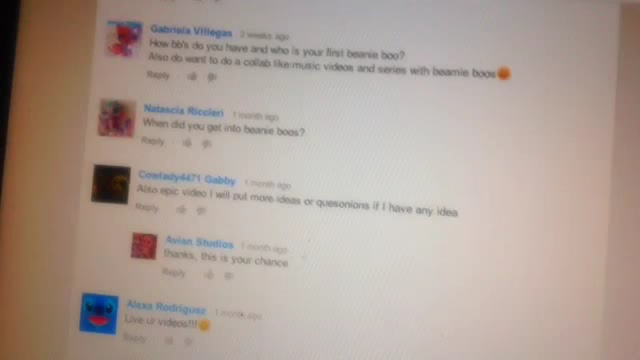 Reply
Gabriela Villegas 2 weeks ago
How bb's do you have and who is your first beanie boo?
Also do want to do a collab like:music videos and series with beamie boos
Reply
Natascia Riccieri 1 month ago
When did you get into beanie boos?
Reply
Cowlady4471 Gabby 1 month ago
Also epic video I will put more ideas or quesonions if I have any idea
Reply
Avian Studios 1 month ago
thanks, this is your chance
Reply
Alexa Rodriguez 1 month ago
Live ur videos!!!
Reply